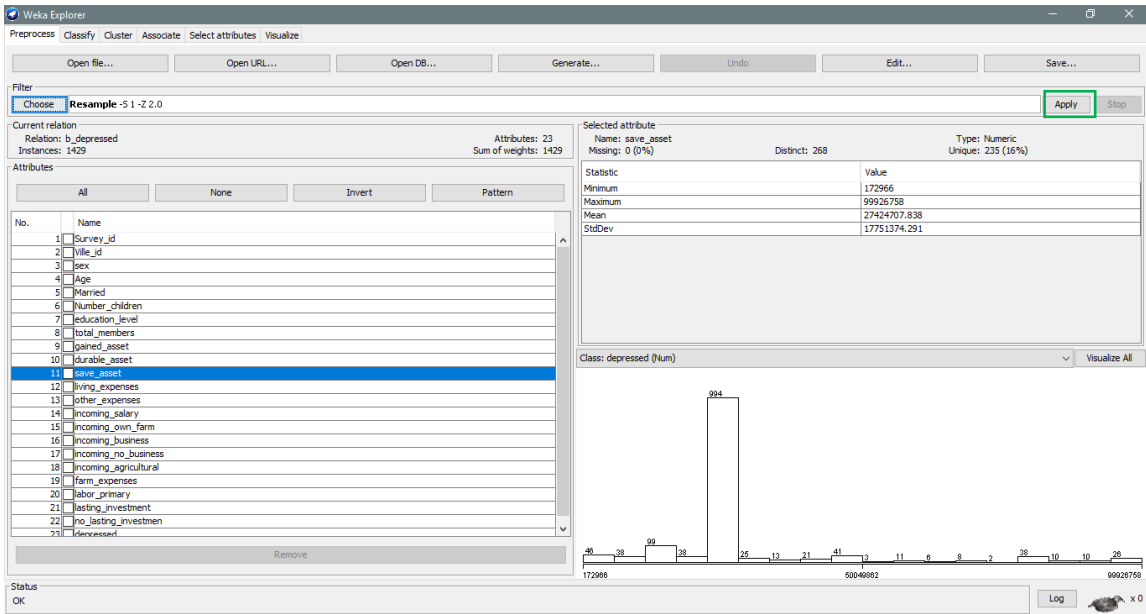 Weka Explorer
Preprocess Classify Cluster Associate Select attributes Visualize
Open file... Open URL... Open DB... Generate... Undo Edit... Save...
Filter
Choose Resample -S 1 -Z 2.0 Apply Stop
Current relation
Relation: b_depressed Attributes: 23
Instances: 1429 Sum of weights: 1429
Attributes
All None Invert Pattern
No. Name
1 Survey_id
2 Ville_id
3 sex
4 Age
5 Married
6 Number_children
7 education_level
8 total_members
9 gained_asset
10 durable_asset
11 save_asset
12 living_expenses
13 other_expenses
14 incoming_salary
15 incoming_own_farm
16 incoming_business
17 incoming_no_business
18 incoming_agricultural
19 farm_expenses
20 labor_primary
21 lasting_investment
22 no_lasting_investmen
23 depressed
Remove
Selected attribute
Name: save_asset Type: Numeric
Missing: 0 (0%) Distinct: 268 Unique: 235 (16%)
Statistic Value
Minimum 172966
Maximum 99926758
Mean 27424707.838
StdDev 17751374.291
Class: depressed (Num) Visualize All
994
46 38 99 38 25 13 21 41 3 11 6 8 2 38 10 10 26
172966 50049862 99926758
Status
OK Log x 0